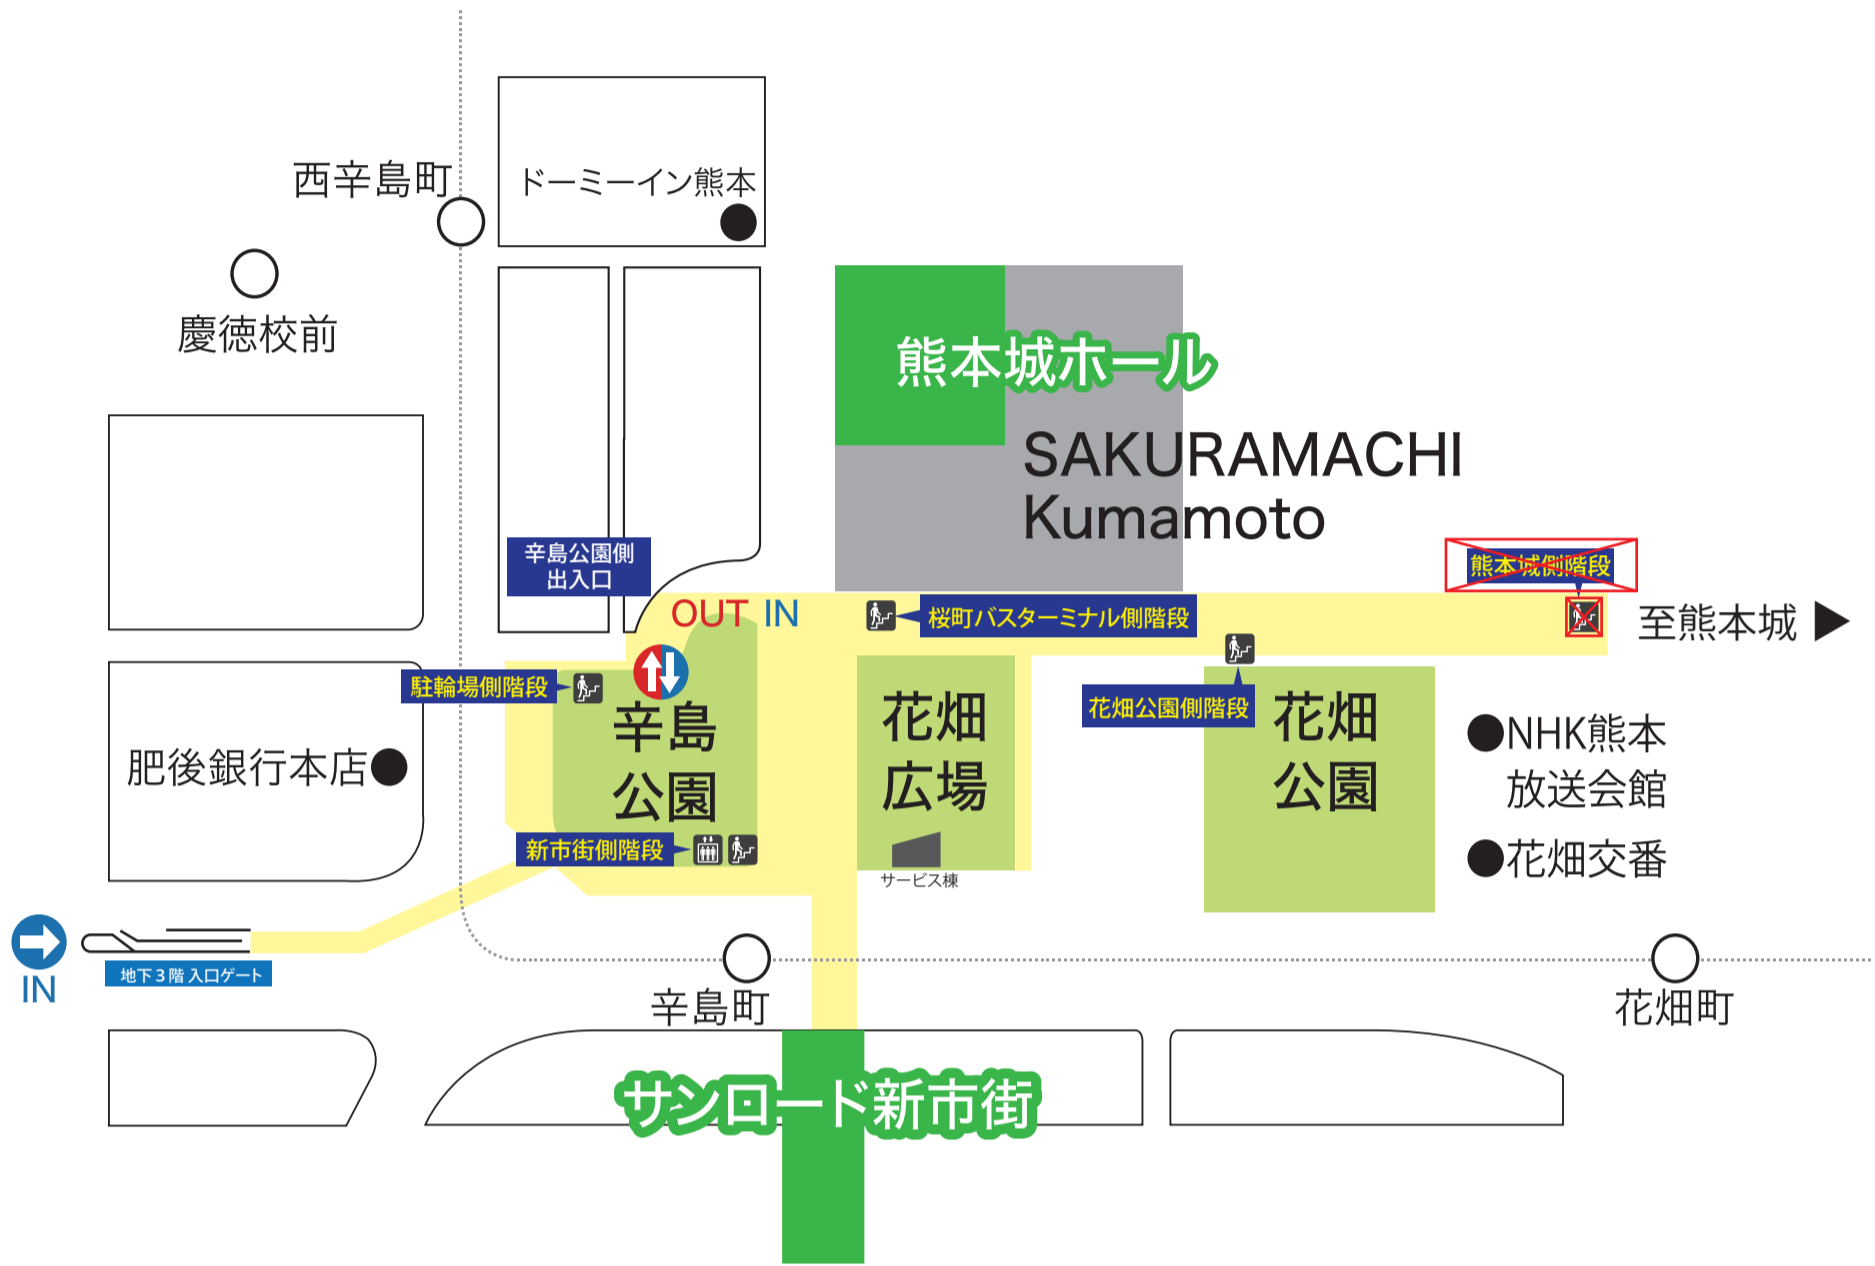 西辛島町
ドーミーイン熊本
慶徳校前
熊本城ホール
SAKURAMACHI
Kumamoto
辛島公園側
出入口
熊本城側階段
OUT IN
桜町バスターミナル側階段
至熊本城
駐輪場側階段
花畑公園側階段
辛島
公園
花畑
広場
花畑
公園
NHK熊本
放送会館
肥後銀行本店
新市街側階段
サービス棟
花畑交番
IN
地下3階 入口ゲート
辛島町
花畑町
サンロード新市街